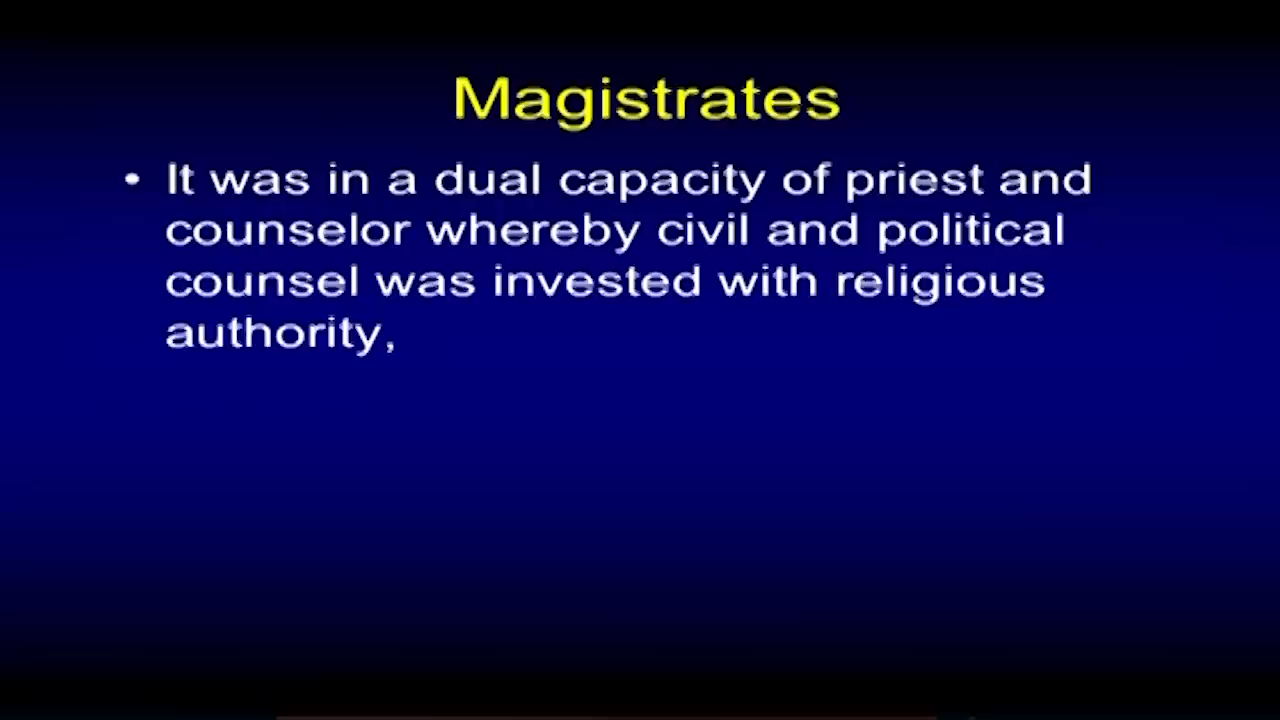 Magistrates
• It was in a dual capacity of priest and
counselor whereby civil and political
counsel was invested with religious
authority,